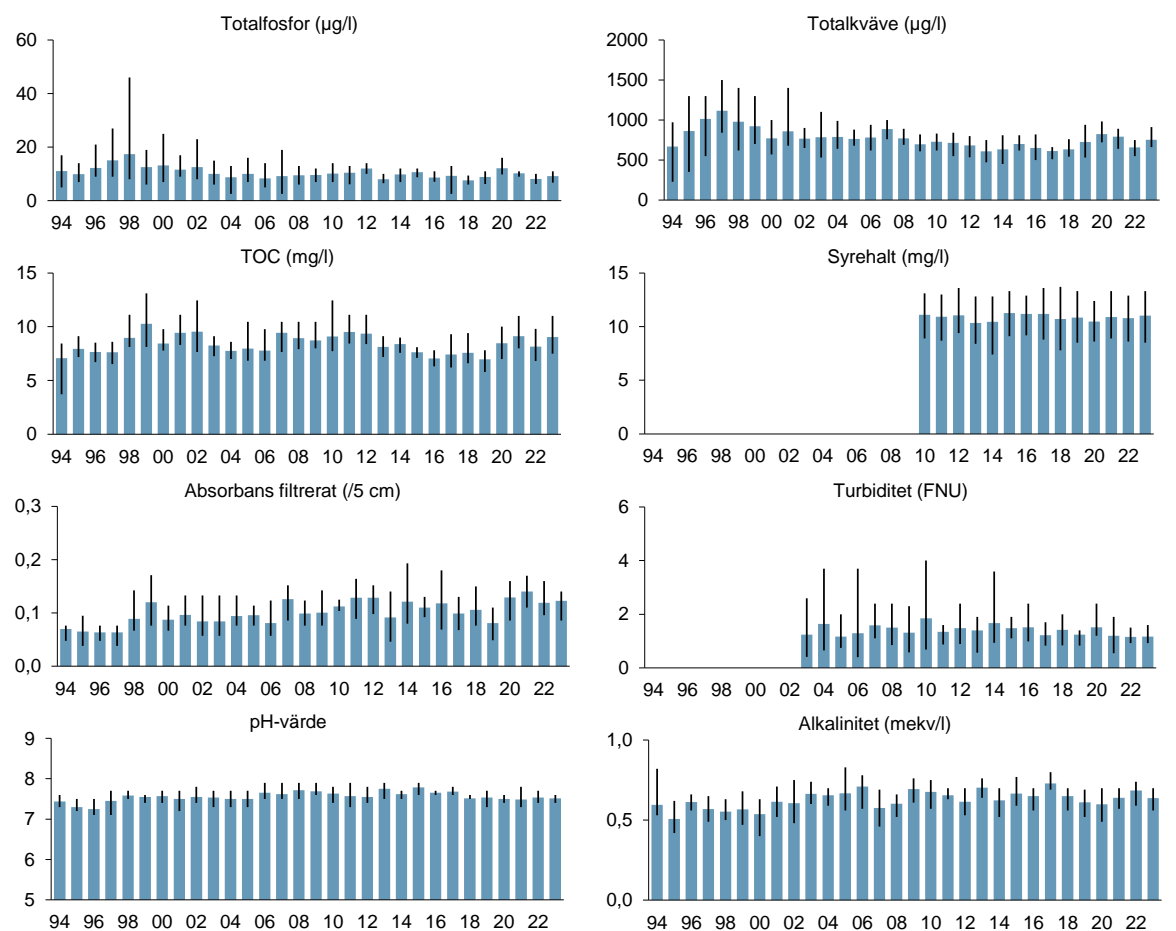 Totalfosfor (µg/l)
60
40
20
0
94 96 98 00 02 04 06 08 10 12 14 16 18 20 22
Totalkväve (µg/l)
2000
1500
1000
500
0
94 96 98 00 02 04 06 08 10 12 14 16 18 20 22
TOC (mg/l)
15
10
5
0
94 96 98 00 02 04 06 08 10 12 14 16 18 20 22
Syrehalt (mg/l)
15
10
5
0
94 96 98 00 02 04 06 08 10 12 14 16 18 20 22
Absorbans filtrerat (/5 cm)
0,3
0,2
0,1
0,0
94 96 98 00 02 04 06 08 10 12 14 16 18 20 22
Turbiditet (FNU)
6
4
2
0
94 96 98 00 02 04 06 08 10 12 14 16 18 20 22
pH-värde
9
8
7
6
5
94 96 98 00 02 04 06 08 10 12 14 16 18 20 22
Alkalinitet (mekv/l)
1,0
0,5
0,0
94 96 98 00 02 04 06 08 10 12 14 16 18 20 22